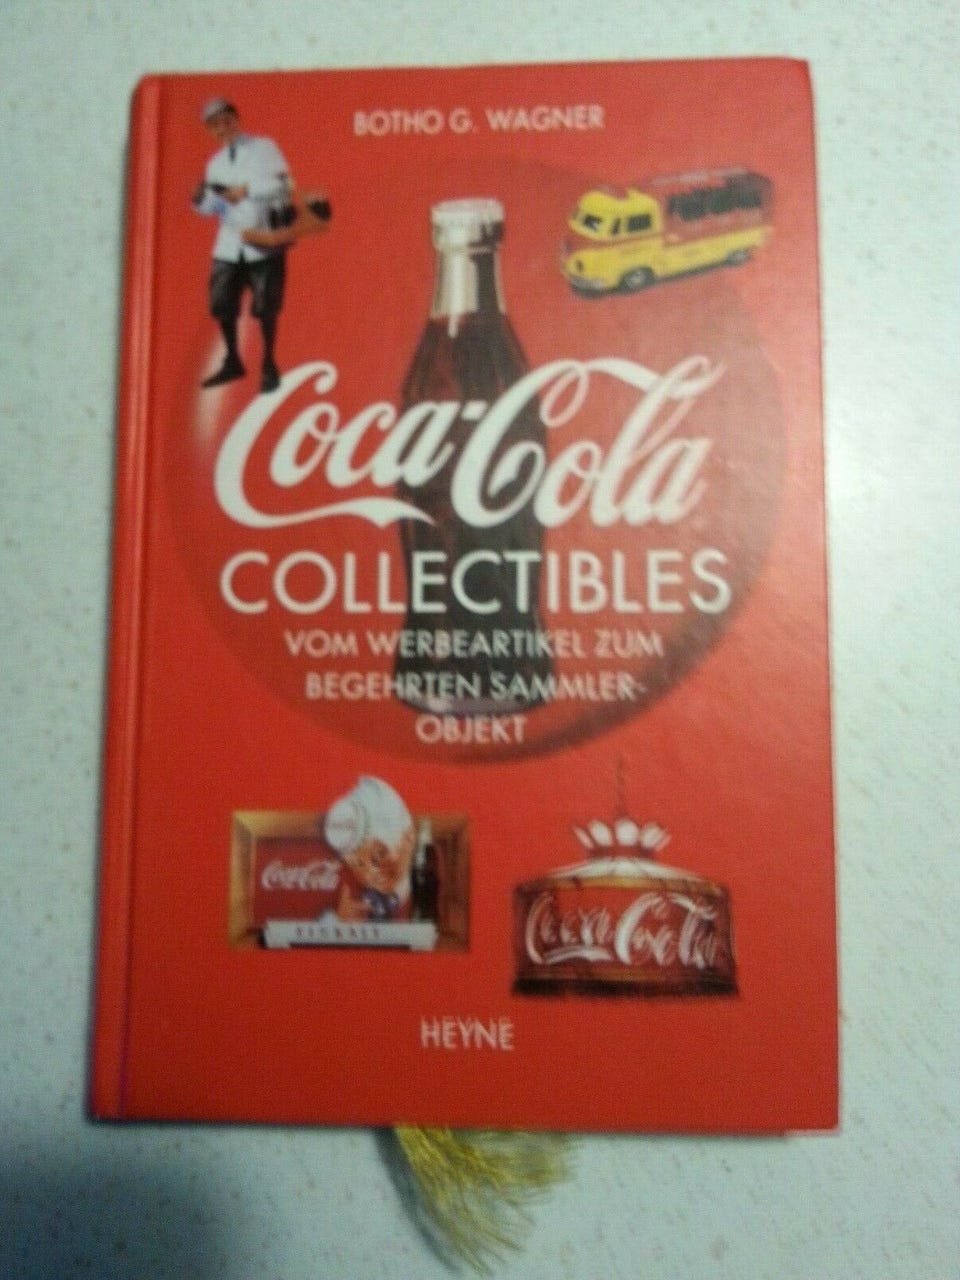 BOTHO G. WAGNER
Coca-Cola
COLLECTIBLES
VOM WERBEARTIKEL ZUM
BEGEHRTEN SAMMLER-
OBJEKT
Coca-Cola
Coca-Cola
HEYNE